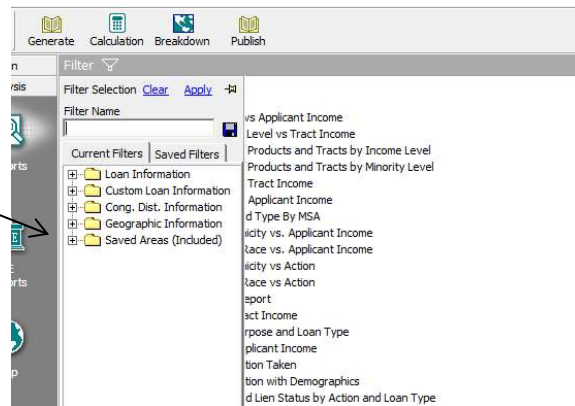 Generate Calculation Breakdown Publish
Filter
Filter Selection Clear Apply
Filter Name
Current Filters Saved Filters
Loan Information
Custom Loan Information
Cong. Dist. Information
Geographic Information
Saved Areas (Included)
vs Applicant Income
Level vs Tract Income
Products and Tracts by Income Level
Products and Tracts by Minority Level
Tract Income
Applicant Income
d Type By MSA
icity vs. Applicant Income
Race vs. Applicant Income
icity vs Action
Race vs Action
eport
act Income
rpose and Loan Type
plicant Income
tion Taken
tion with Demographics
d Lien Status by Action and Loan Type